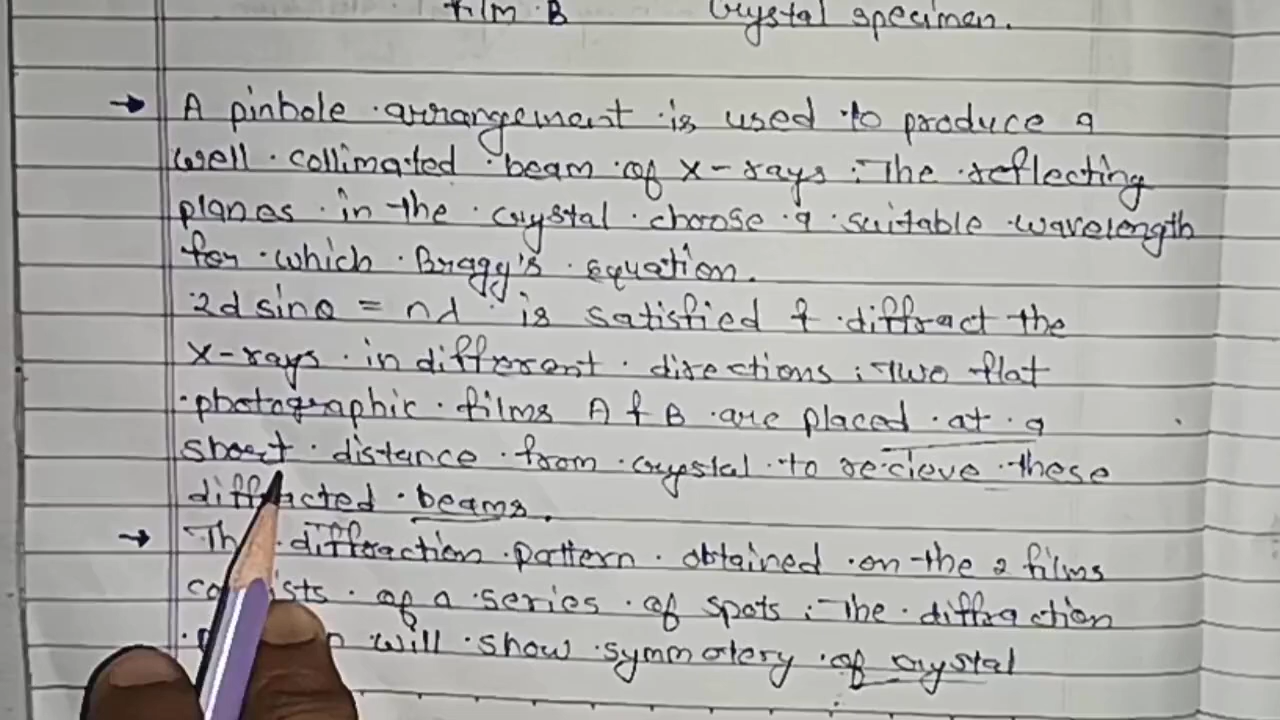 film B Crystal specimen.
→ A pinhole arrangement is used to produce a
well collimated beam of X-rays. The reflecting
planes in the crystal choose a suitable wavelength
for which Bragg's equation.
2d sinθ = nλ is satisfied & diffract the
X-rays in different directions. Two flat
photographic films A & B are placed at a
short distance from crystal to recieve these
diffracted beams.
→ The diffraction pattern obtained on the 2 films
consists of a series of spots. The diffraction
will show symmotery of crystal